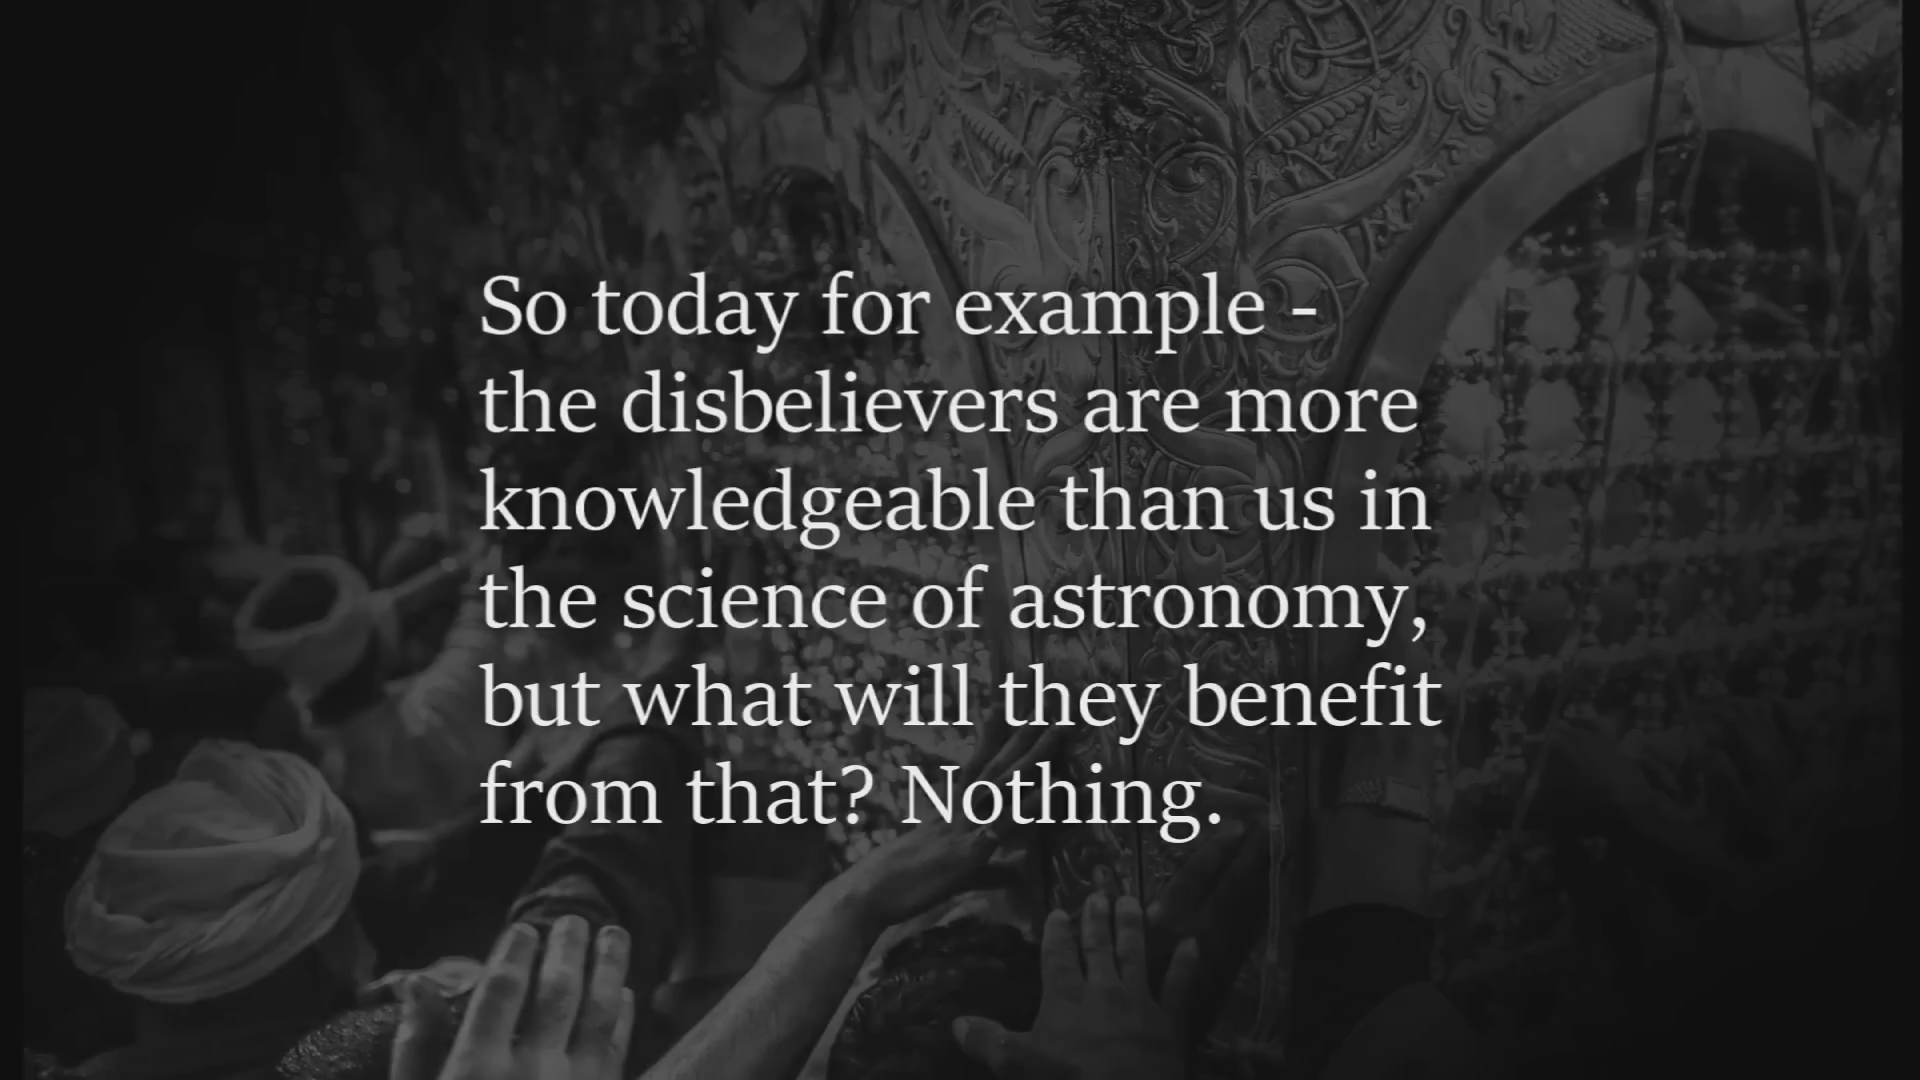 So today for example -
the disbelievers are more
knowledgeable than us in
the science of astronomy,
but what will they benefit
from that? Nothing.